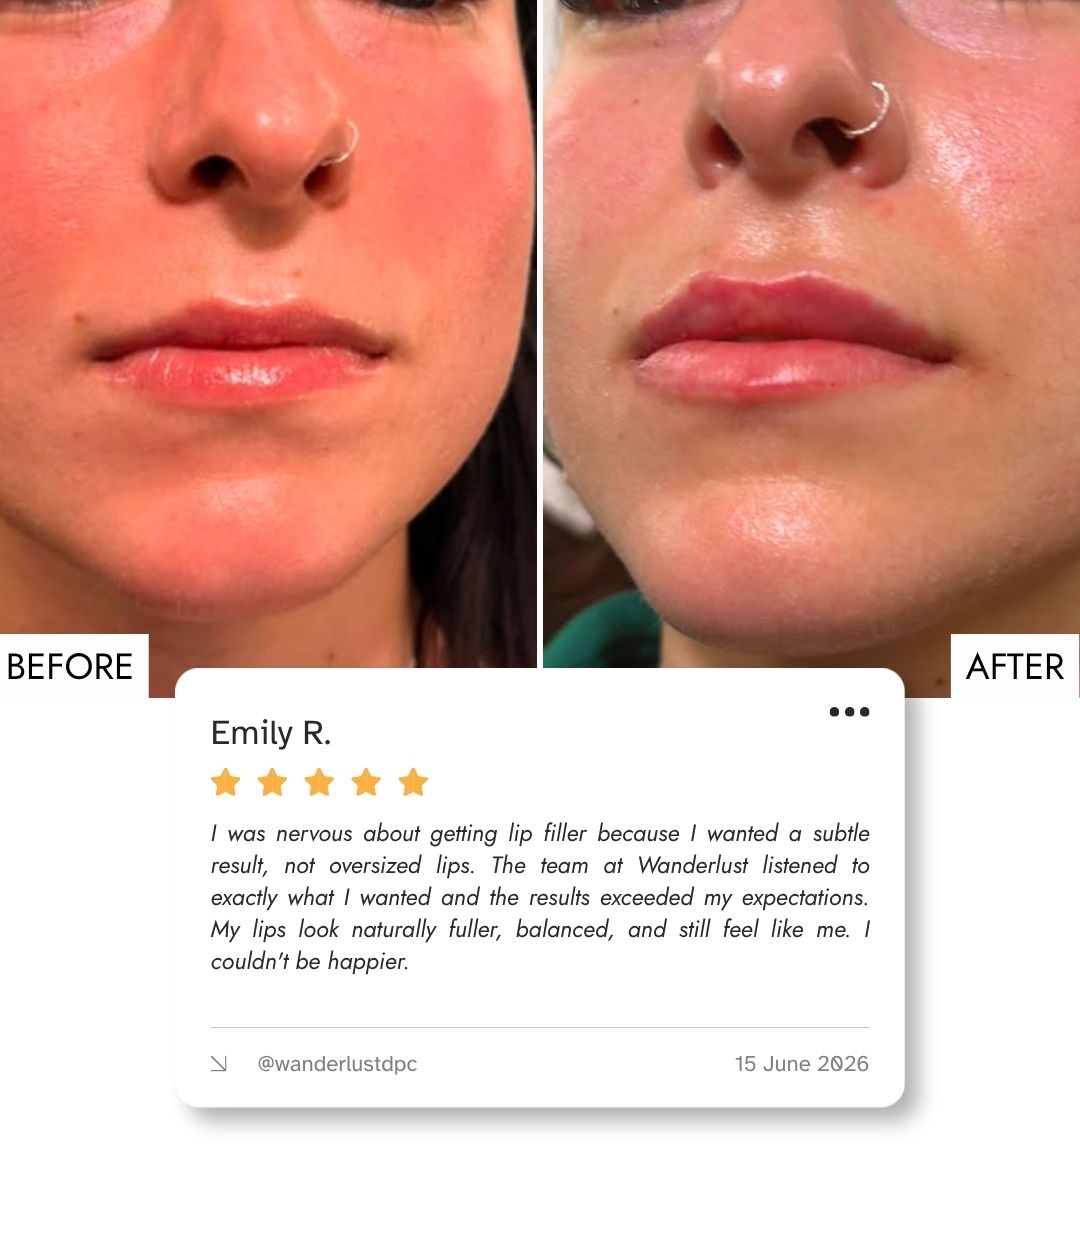 BEFORE
AFTER
Emily R.
I was nervous about getting lip filler because I wanted a subtle
result, not oversized lips. The team at Wanderlust listened to
exactly what I wanted and the results exceeded my expectations.
My lips look naturally fuller, balanced, and still feel like me. I
couldn't be happier.
@wanderlustdpc
15 June 2026